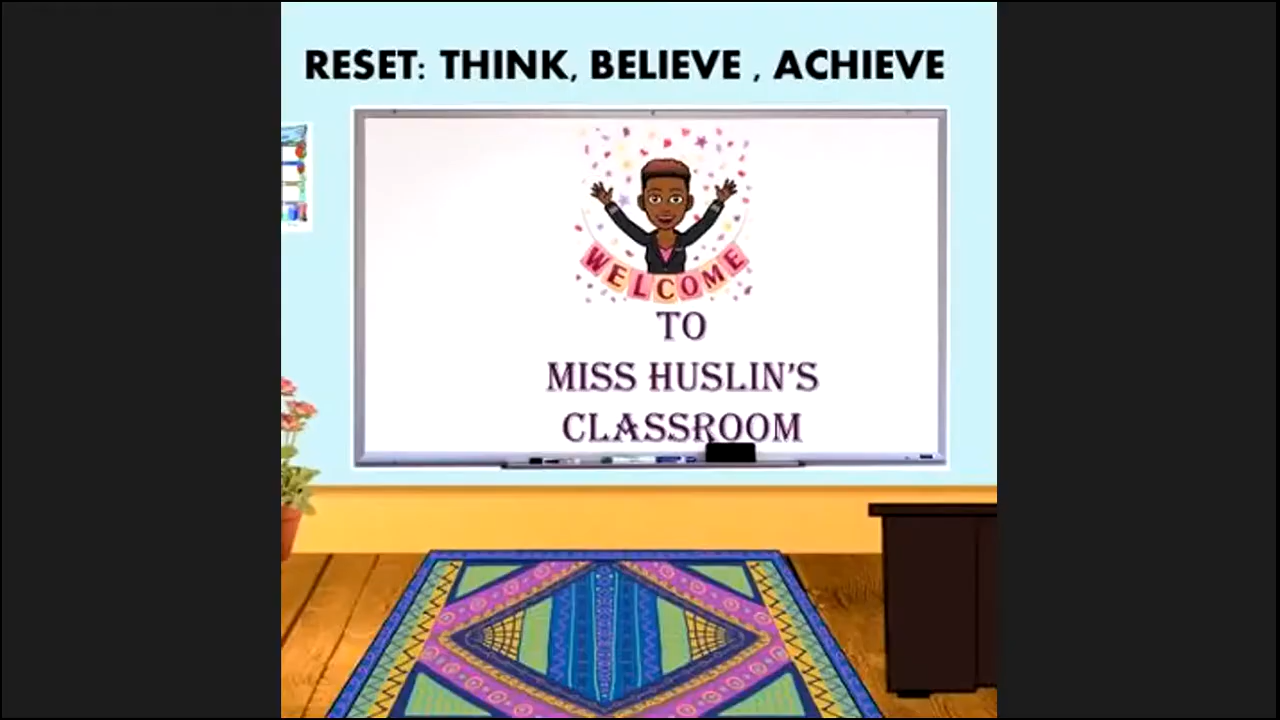 RESET: THINK, BELIEVE , ACHIEVE
WELCOME
TO
MISS HUSLIN'S
CLASSROOM